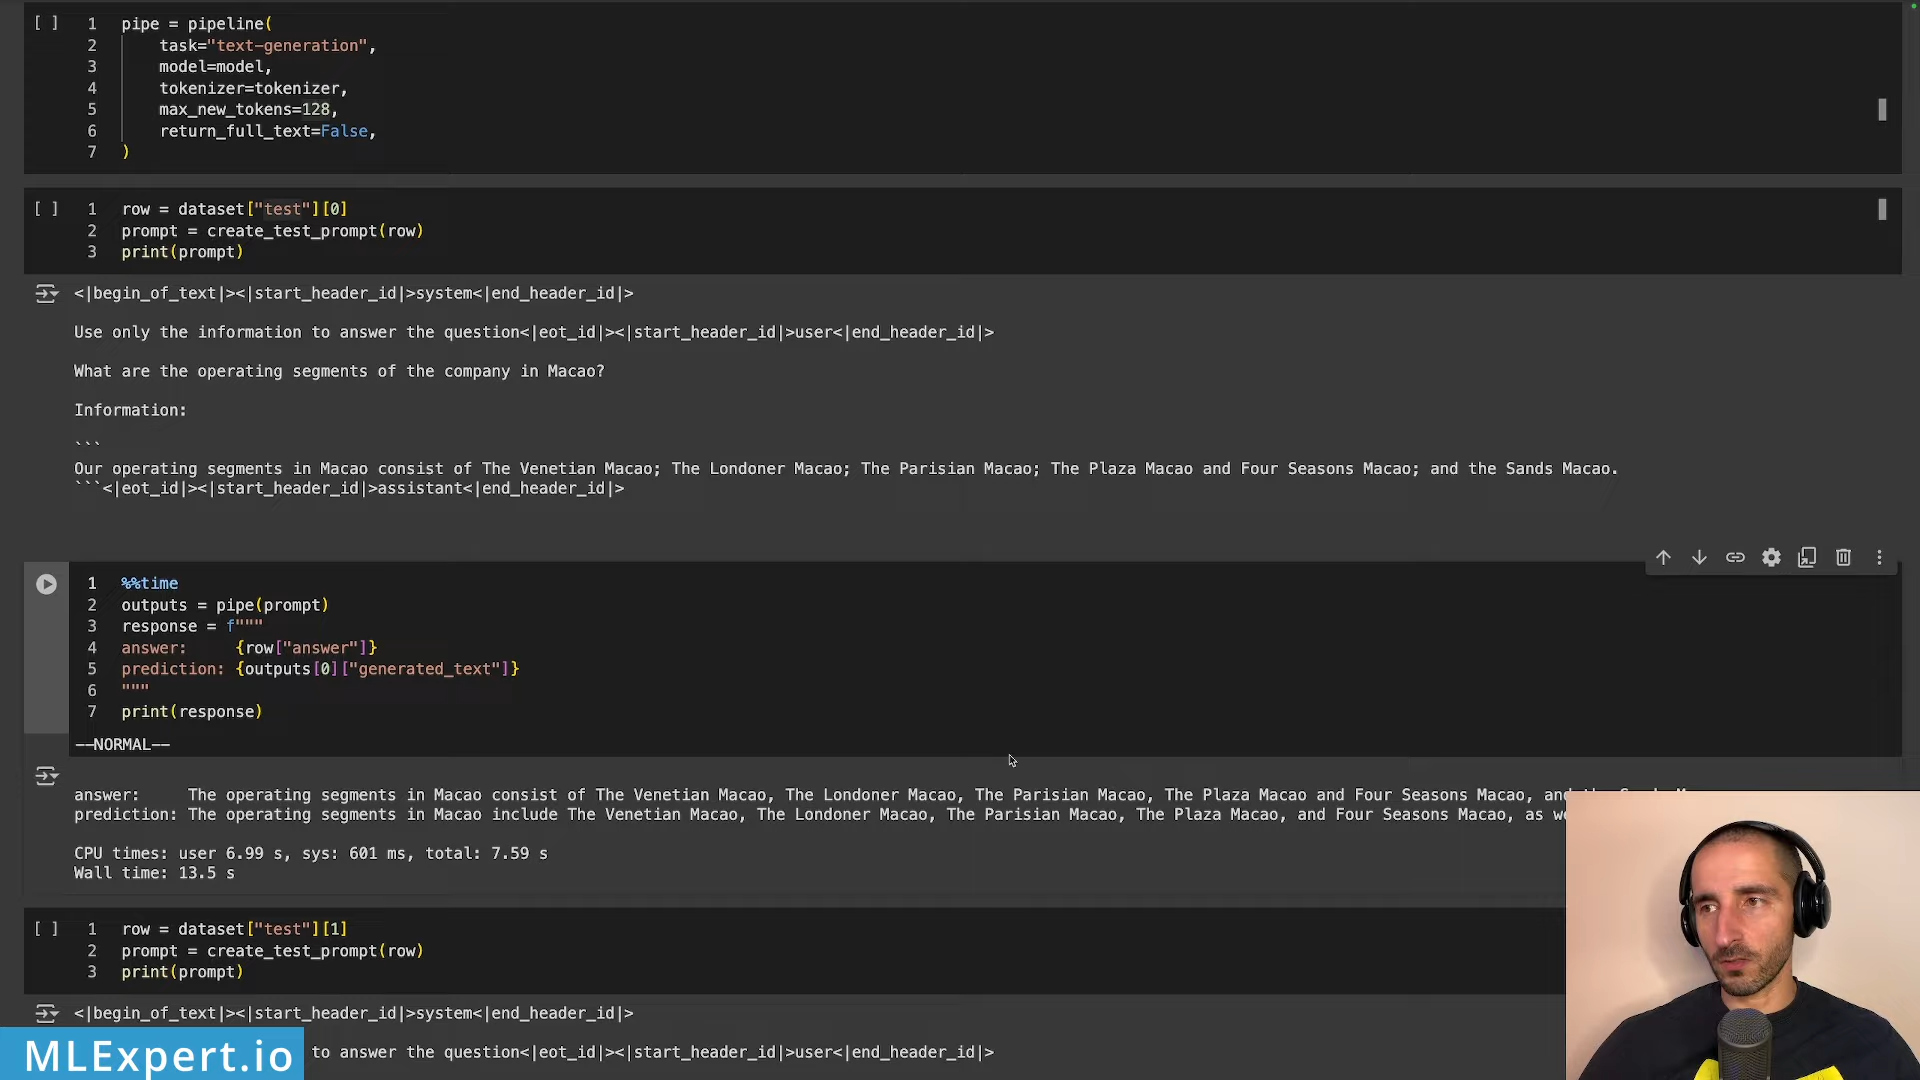 [ ] 1 pipe = pipeline(
2 task="text-generation",
3 model=model,
4 tokenizer=tokenizer,
5 max_new_tokens=128,
6 return_full_text=False,
7 )
[ ] 1 row = dataset["test"][0]
2 prompt = create_test_prompt(row)
3 print(prompt)
<|begin_of_text|><|start_header_id|>system<|end_header_id|>
Use only the information to answer the question<|eot_id|><|start_header_id|>user<|end_header_id|>
What are the operating segments of the company in Macao?
Information:
```
Our operating segments in Macao consist of The Venetian Macao; The Londoner Macao; The Parisian Macao; The Plaza Macao and Four Seasons Macao; and the Sands Macao.
```<|eot_id|><|start_header_id|>assistant<|end_header_id|>
1 %%time
2 outputs = pipe(prompt)
3 response = f"""
4 answer: {row["answer"]}
5 prediction: {outputs[0]["generated_text"]}
6 """
7 print(response)
--NORMAL--
answer: The operating segments in Macao consist of The Venetian Macao, The Londoner Macao, The Parisian Macao, The Plaza Macao and Four Seasons Macao, and
prediction: The operating segments in Macao include The Venetian Macao, The Londoner Macao, The Parisian Macao, The Plaza Macao, and Four Seasons Macao, as
CPU times: user 6.99 s, sys: 601 ms, total: 7.59 s
Wall time: 13.5 s
[ ] 1 row = dataset["test"][1]
2 prompt = create_test_prompt(row)
3 print(prompt)
<|begin_of_text|><|start_header_id|>system<|end_header_id|>
MLExpert.io
to answer the question<|eot_id|><|start_header_id|>user<|end_header_id|>